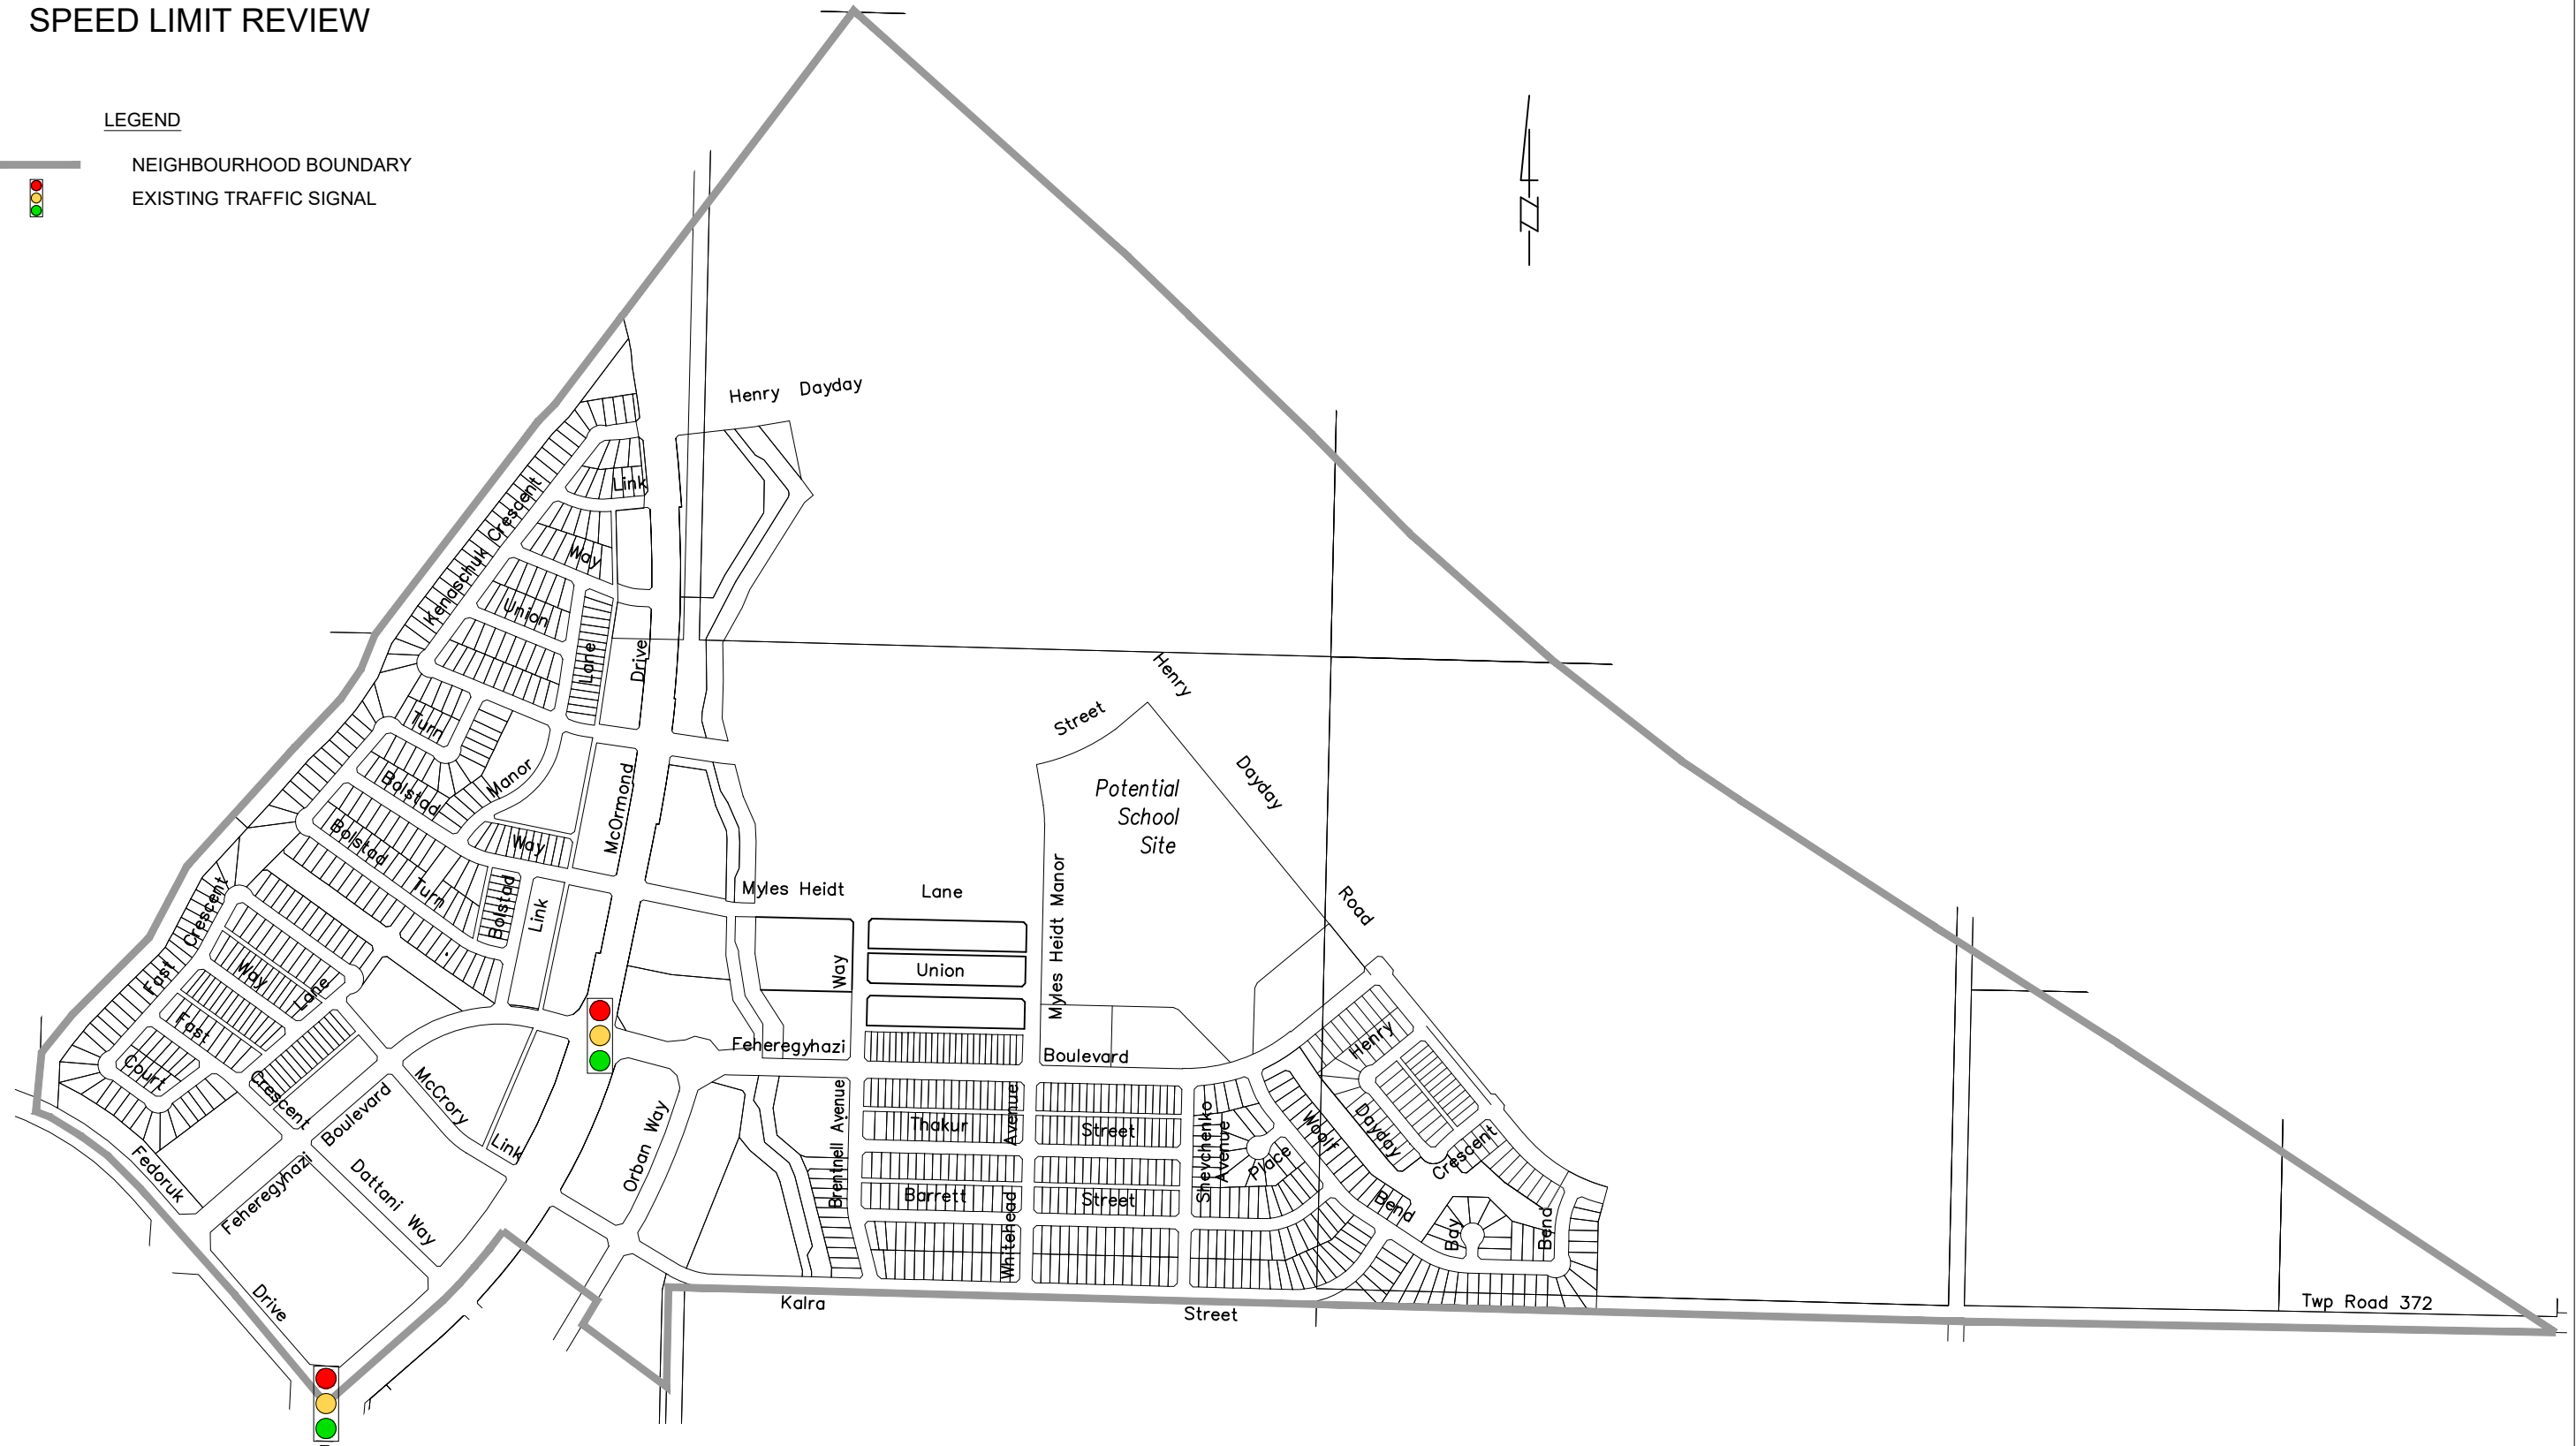 SPEED LIMIT REVIEW
LEGEND
NEIGHBOURHOOD BOUNDARY
EXISTING TRAFFIC SIGNAL
Henry Dayday
Link
Kenaschuk Crescent
Way
Union
Lane
Drive
Turn
Manor
Bolstad
McOrmond
Bolstad
Way
Turn
Bolstad
Link
Henry
Street
Dayday
Potential
School
Site
Road
Myles Heidt
Lane
Myles Heidt Manor
Way
Union
Crescent
Fast
Way
Lane
Fast
Court
Crescent
Feheregyhazi
Boulevard
McCrory
Link
Boulevard
Feheregyhazi
Dattani Way
Fedoruk
Drive
Orban Way
Brentnell Avenue
Avenue
Whitehead
Thakur
Street
Barrett
Street
Shevchenko
Avenue
Place
Woolf
Bend
Henry
Dayday
Crescent
Bay
Bend
Kalra
Street
Twp Road 372